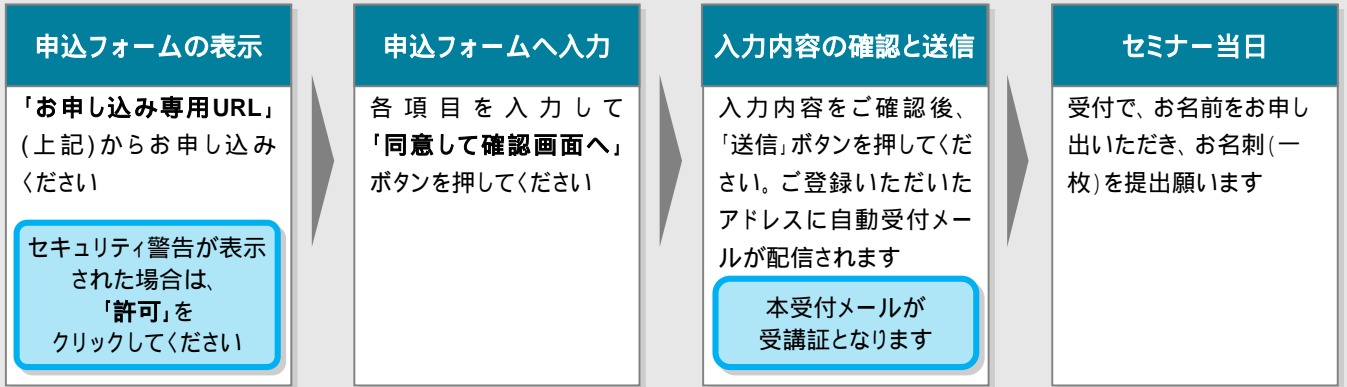 申込フォームの表示
「お申し込み専用URL」
(上記)からお申し込み
ください
セキュリティ警告が表示
された場合は、
「許可」を
クリックしてください
申込フォームへ入力
各項目を入力して
「同意して確認画面へ」
ボタンを押してください
入力内容の確認と送信
入力内容をご確認後、
「送信」ボタンを押してくだ
さい。ご登録いただいた
アドレスに自動受付メー
ルが配信されます
本受付メールが
受講証となります
セミナー当日
受付で、お名前をお申し
出いただき、お名刺(一
枚)を提出願います